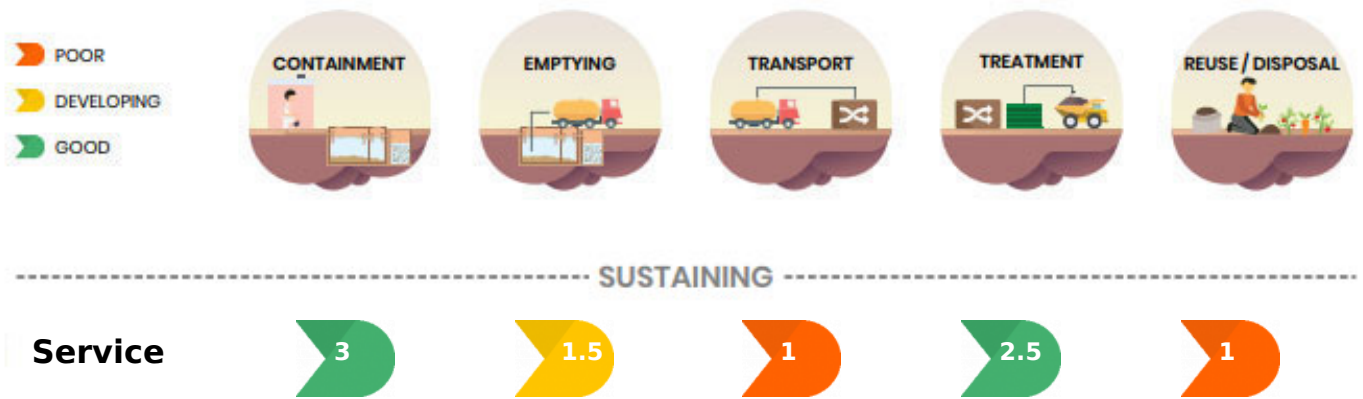 POOR
DEVELOPING
GOOD
CONTAINMENT
EMPTYING
TRANSPORT
TREATMENT
REUSE / DISPOSAL
SUSTAINING
Service
3
1.5
1
2.5
1